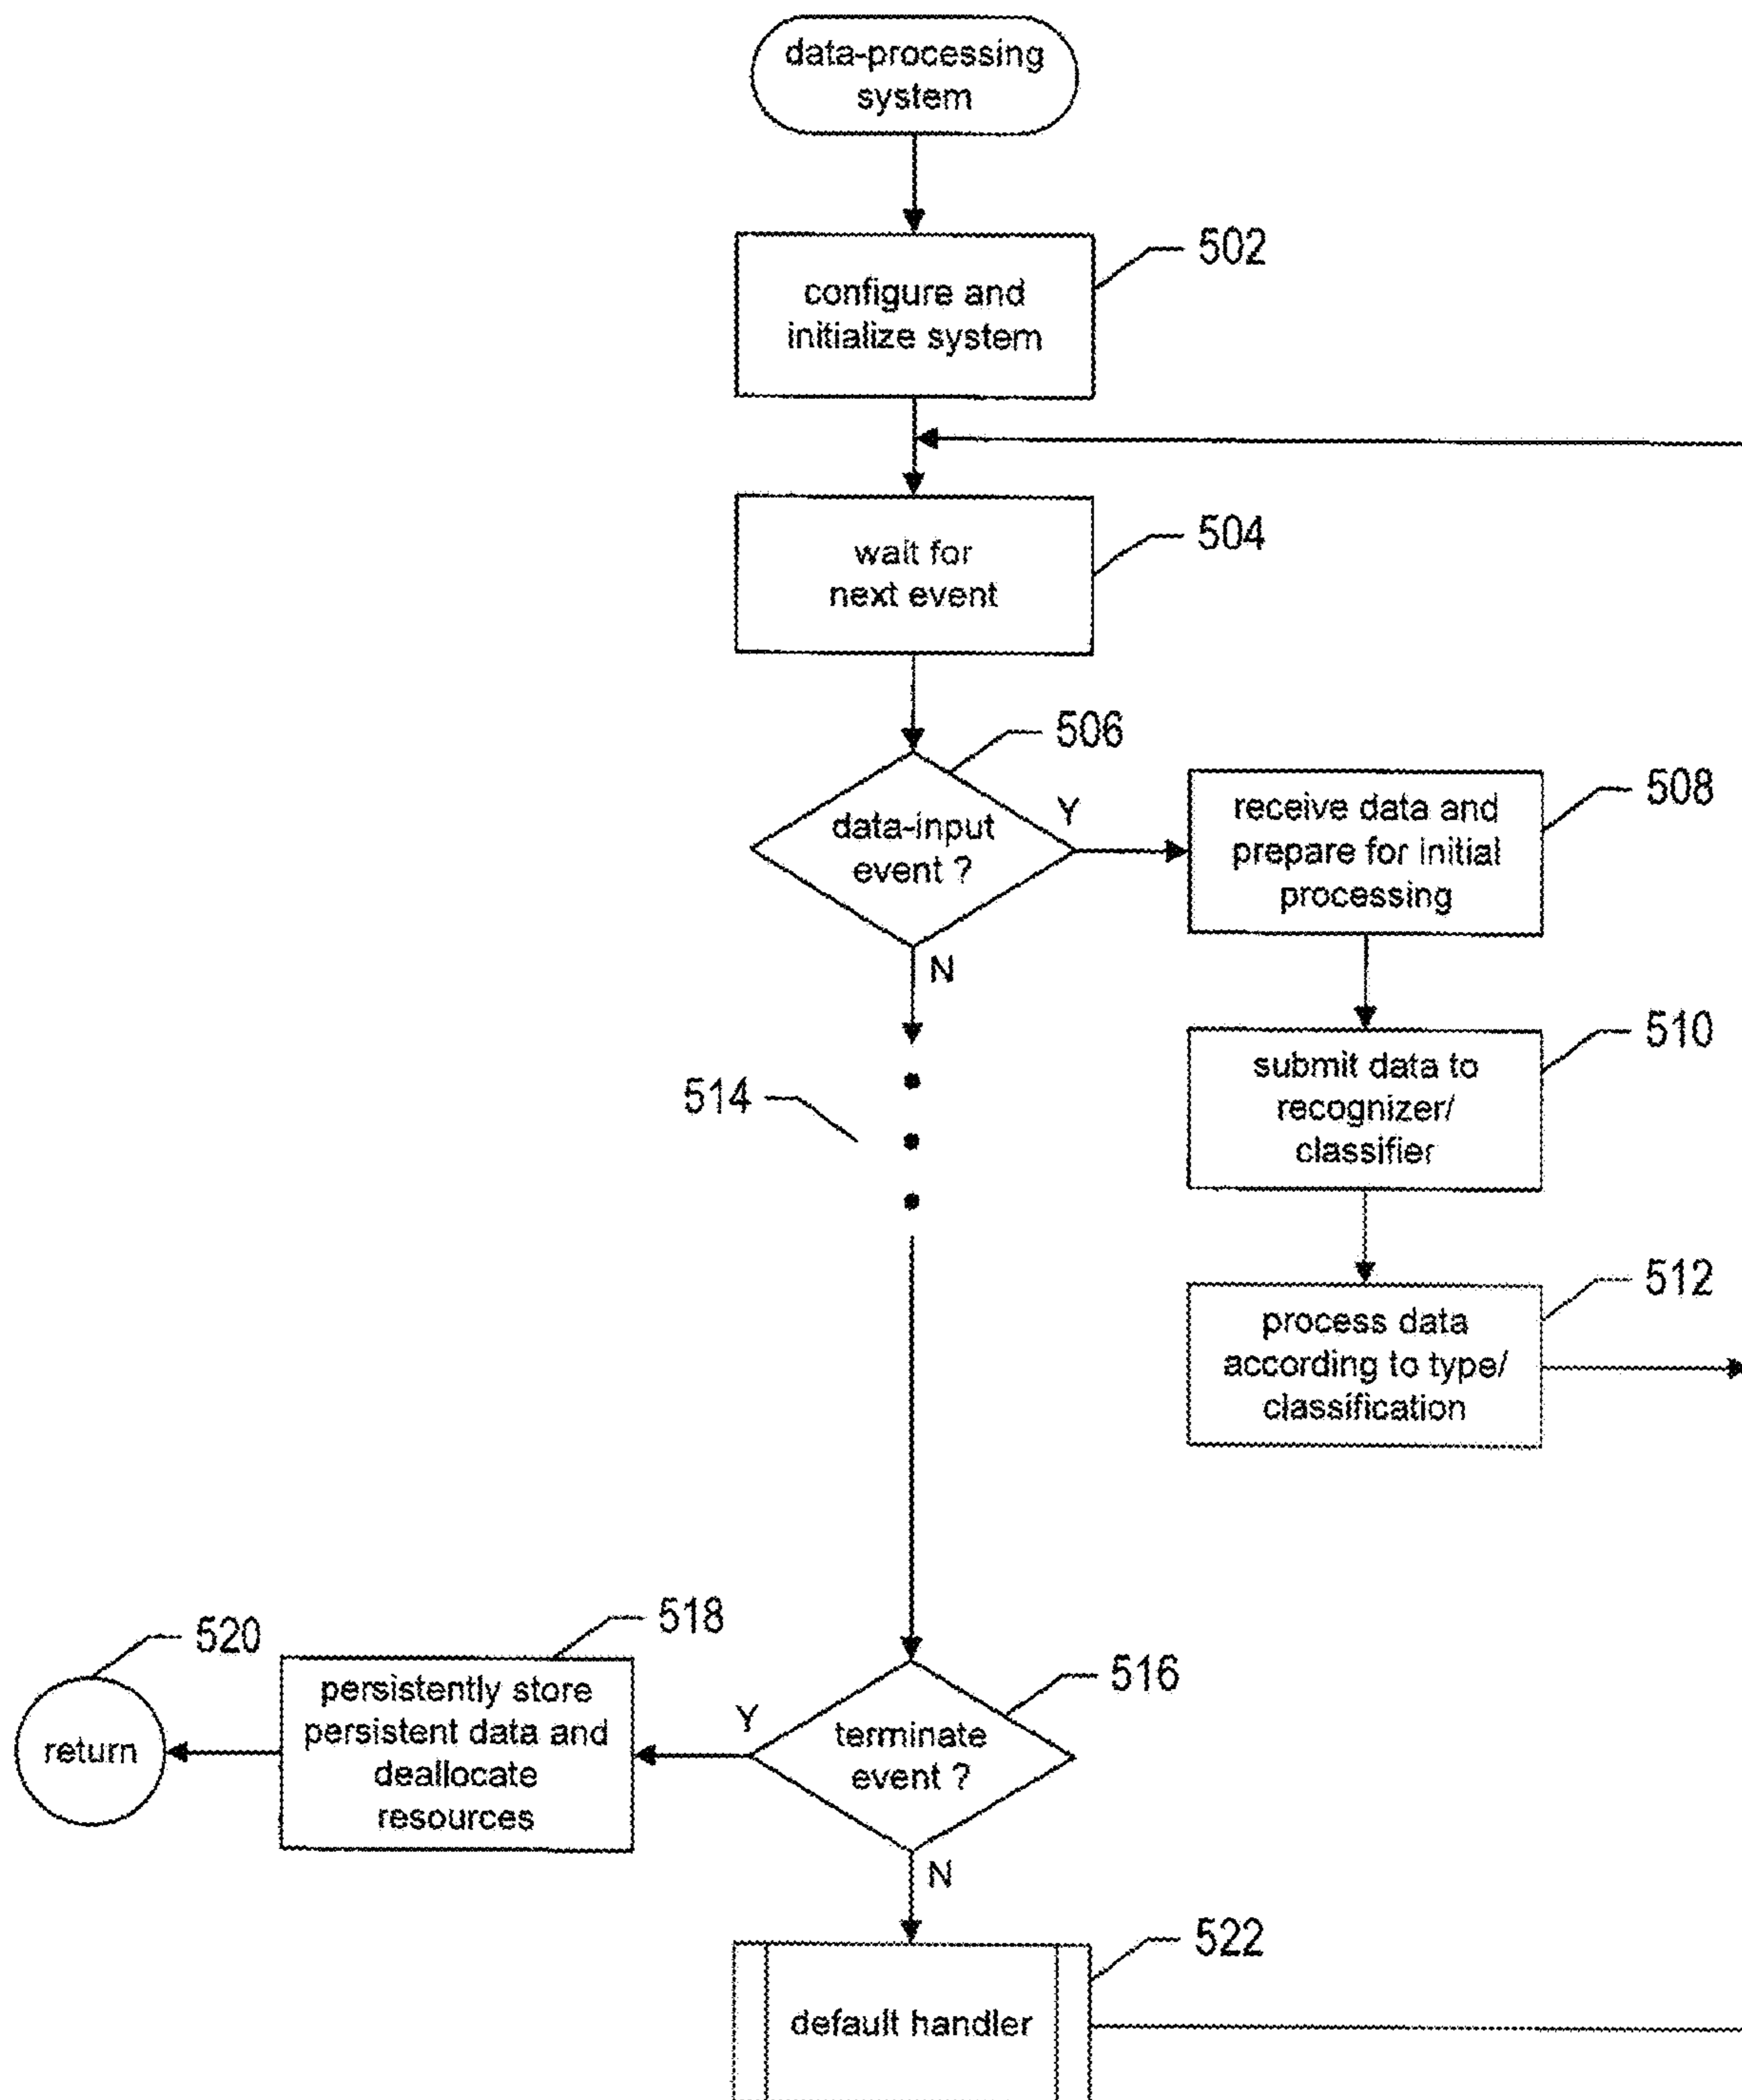 data-processing
system
502
configure and
initialize system
504
wait for
next event
506
data-input
event ?
Y
N
508
receive data and
prepare for initial
processing
510
submit data to
recognizer/
classifier
512
process data
according to type/
classification
514
516
terminate
event ?
Y
N
518
persistently store
persistent data and
deallocate
resources
520
return
522
default handler